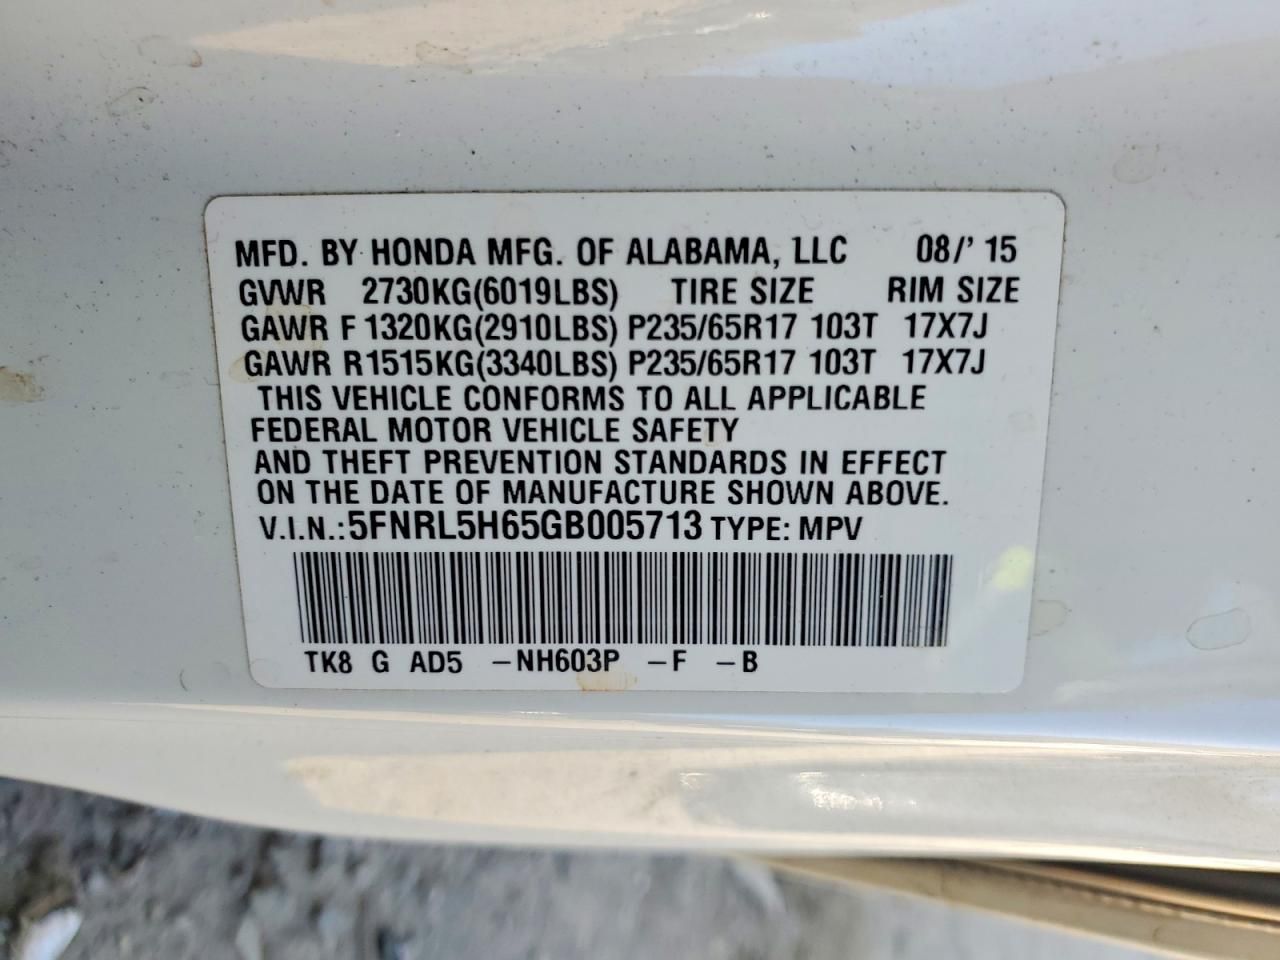 MFD. BY HONDA MFG. OF ALABAMA, LLC 08/' 15
GVWR 2730KG(6019LBS) TIRE SIZE RIM SIZE
GAWR F 1320KG(2910LBS) P235/65R17 103T 17X7J
GAWR R1515KG(3340LBS) P235/65R17 103T 17X7J
THIS VEHICLE CONFORMS TO ALL APPLICABLE
FEDERAL MOTOR VEHICLE SAFETY
AND THEFT PREVENTION STANDARDS IN EFFECT
ON THE DATE OF MANUFACTURE SHOWN ABOVE.
V.I.N.:5FNRL5H65GB005713 TYPE: MPV
TK8 G AD5 -NH603P -F -B